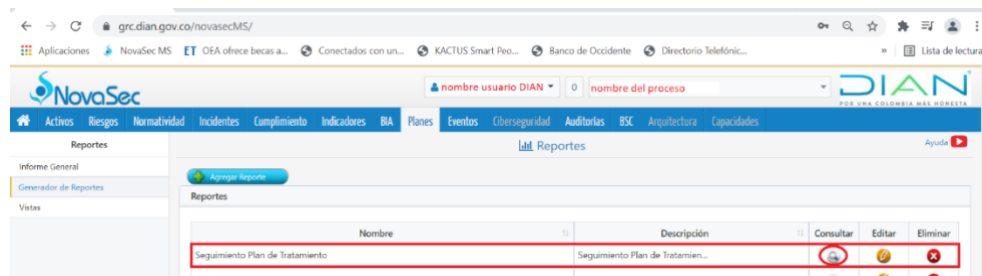 grc.dian.gov.co/novasecMS/
Aplicaciones NovaSec MS ET OEA ofrece becas a... Conectados con un... KACTUS Smart Peo... Banco de Occidente Directorio Telefónic... » Lista de lectura
NovaSec nombre usuario DIAN 0 nombre del proceso DIAN
POR UNA COLOMBIA MÁS HONESTA
Activos Riesgos Normatividad Incidentes Cumplimiento Indicadores BIA Planes Eventos Ciberseguridad Auditorías BSC Arquitectura Capacidades
Reportes Reportes Ayuda
Informe General
Generador de Reportes Agregar Reporte
Vistas Reportes
Nombre Descripción Consultar Editar Eliminar
Seguimiento Plan de Tratamiento Seguimiento Plan de Tratamien...